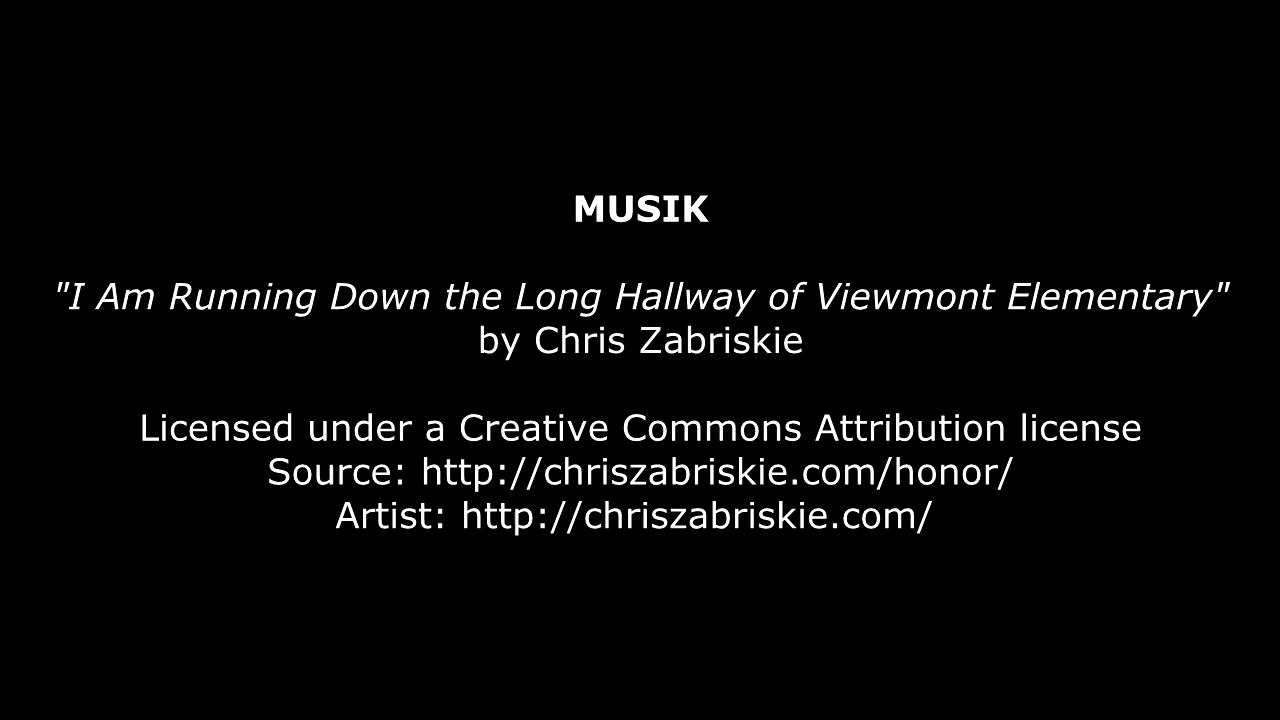 MUSIK
"I Am Running Down the Long Hallway of Viewmont Elementary"
by Chris Zabriskie
Licensed under a Creative Commons Attribution license
Source: http://chriszabriskie.com/honor/
Artist: http://chriszabriskie.com/